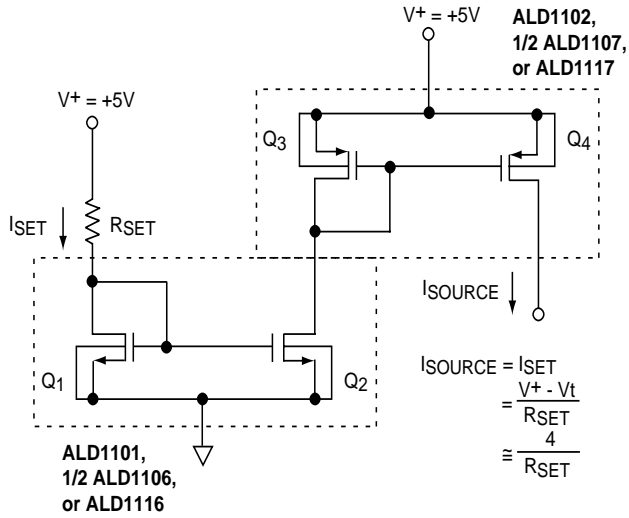 V+ = +5V
ALD1102,
1/2 ALD1107,
or ALD1117
V+ = +5V
Q3
Q4
ISET
RSET
ISOURCE
Q1
Q2
ISOURCE = ISET
= V+ - Vt
RSET
≅ 4
RSET
ALD1101,
1/2 ALD1106,
or ALD1116